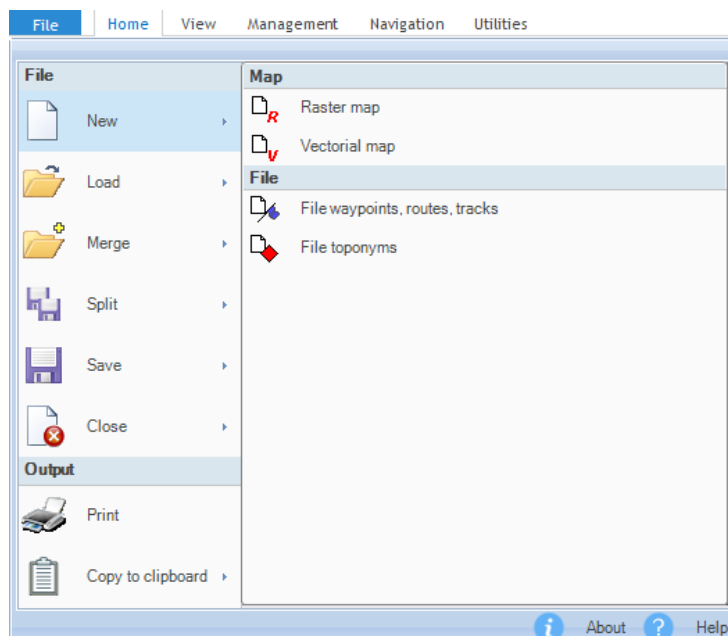 File Home View Management Navigation Utilities
File
New
Load
Merge
Split
Save
Close
Output
Print
Copy to clipboard
Map
R Raster map
V Vectorial map
File
File waypoints, routes, tracks
File toponyms
i About ? Help